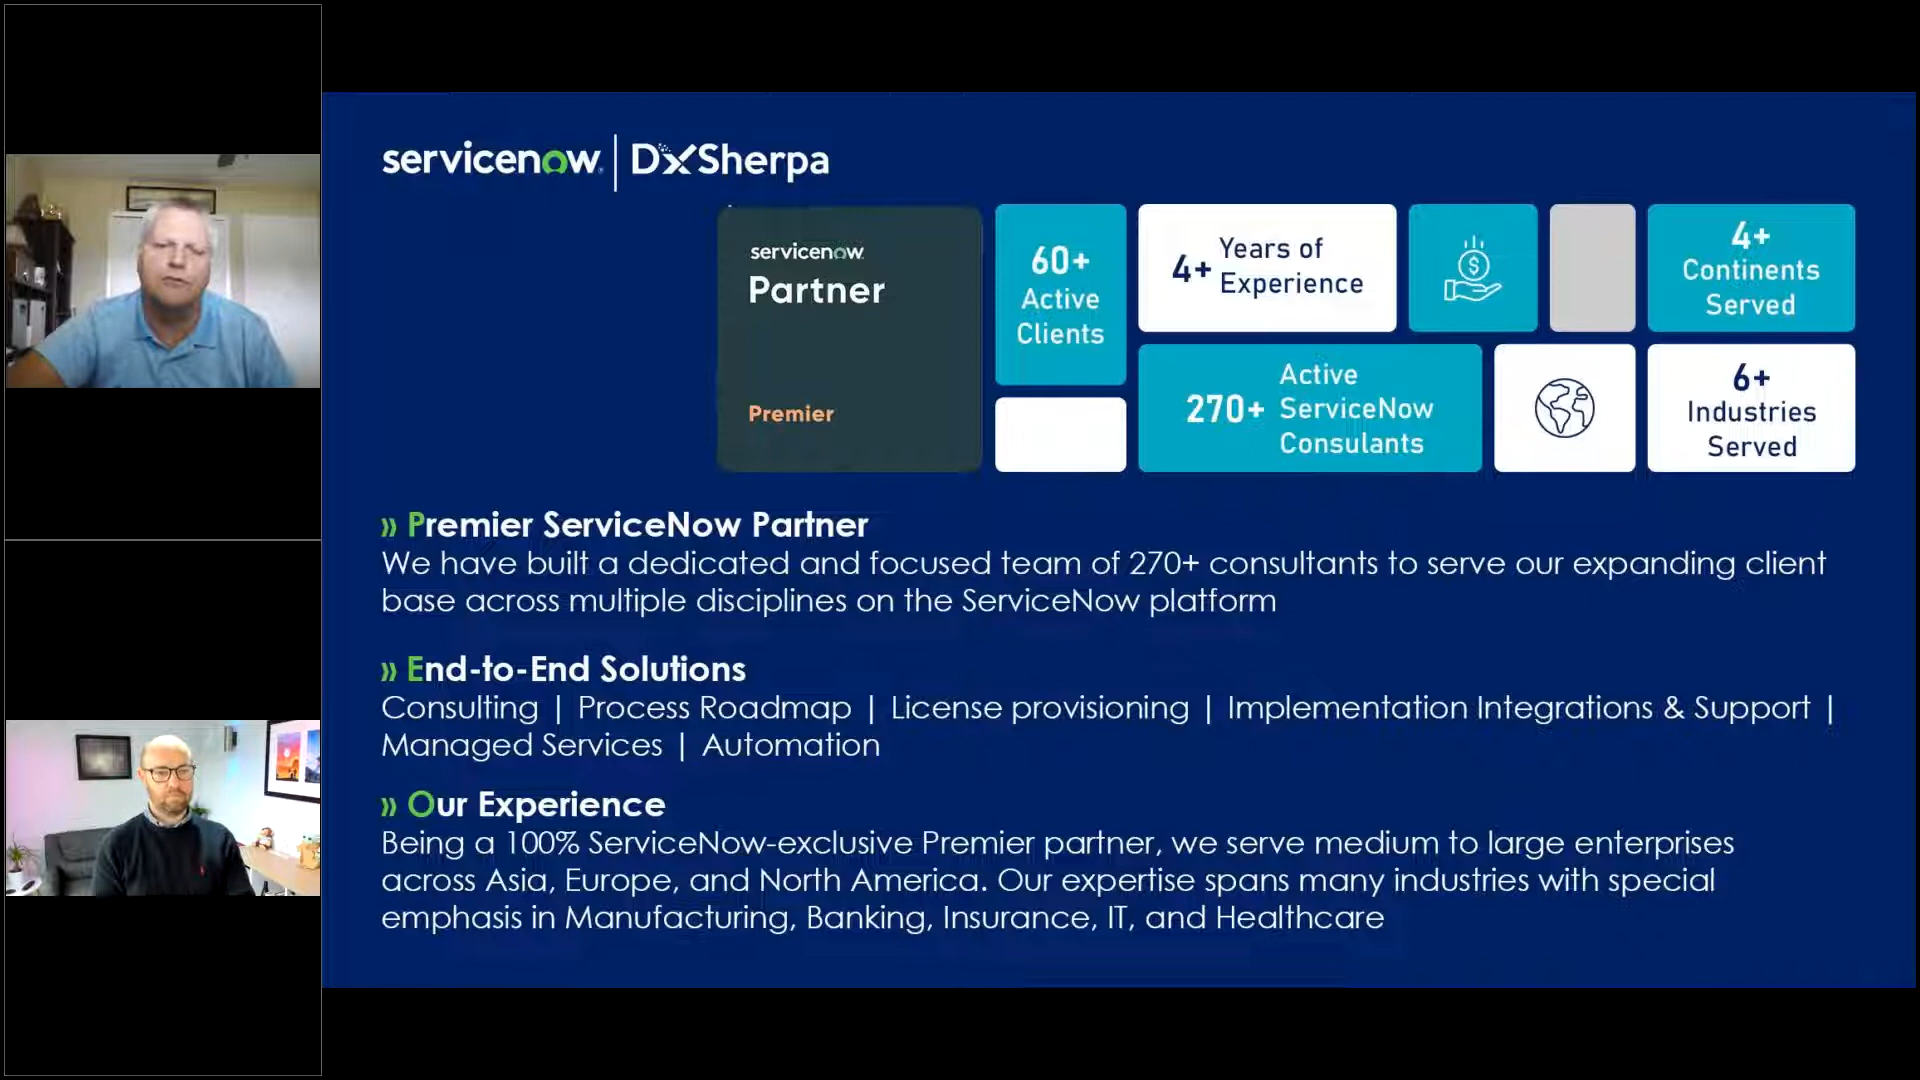 servicenow | DxSherpa
servicenow
Partner
Premier
60+
Active
Clients
4+ Years of
Experience
4+
Continents
Served
270+ Active
ServiceNow
Consulants
6+
Industries
Served
» Premier ServiceNow Partner
We have built a dedicated and focused team of 270+ consultants to serve our expanding client
base across multiple disciplines on the ServiceNow platform
» End-to-End Solutions
Consulting | Process Roadmap | License provisioning | Implementation Integrations & Support |
Managed Services | Automation
» Our Experience
Being a 100% ServiceNow-exclusive Premier partner, we serve medium to large enterprises
across Asia, Europe, and North America. Our expertise spans many industries with special
emphasis in Manufacturing, Banking, Insurance, IT, and Healthcare